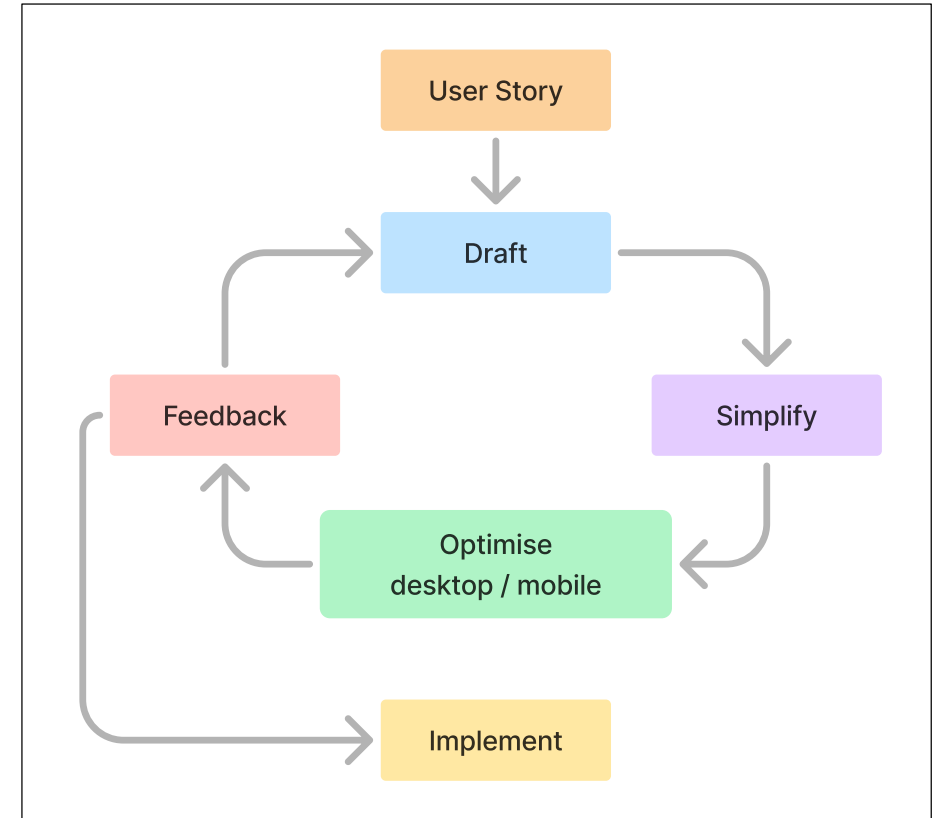 User Story
Draft
Feedback
Simplify
Optimise
desktop / mobile
Implement